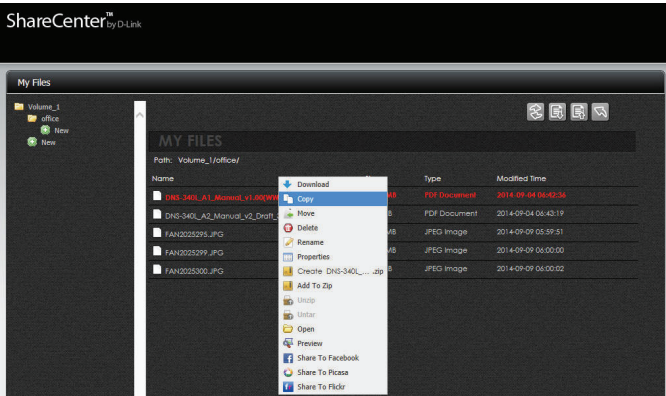 ShareCenter™ by D-Link
My Files
Volume_1
office
New
New
MY FILES
Path: Volume_1/office/
Name Type Modified Time
DNS-340L_A1_Manual_v1.00(WW MB PDF Document 2014-09-04 06:42:36
DNS-340L_A2_Manual_v2_Draft_ B PDF Document 2014-09-04 06:43:19
FAN2025295.JPG MB JPEG Image 2014-09-09 05:59:51
FAN2025299.JPG MB JPEG Image 2014-09-09 06:00:00
FAN2025300.JPG B JPEG Image 2014-09-09 06:00:02
Download
Copy
Move
Delete
Rename
Properties
Create DNS-340L_... .zip
Add To Zip
Unzip
Untar
Open
Preview
Share To Facebook
Share To Picasa
Share To Flickr